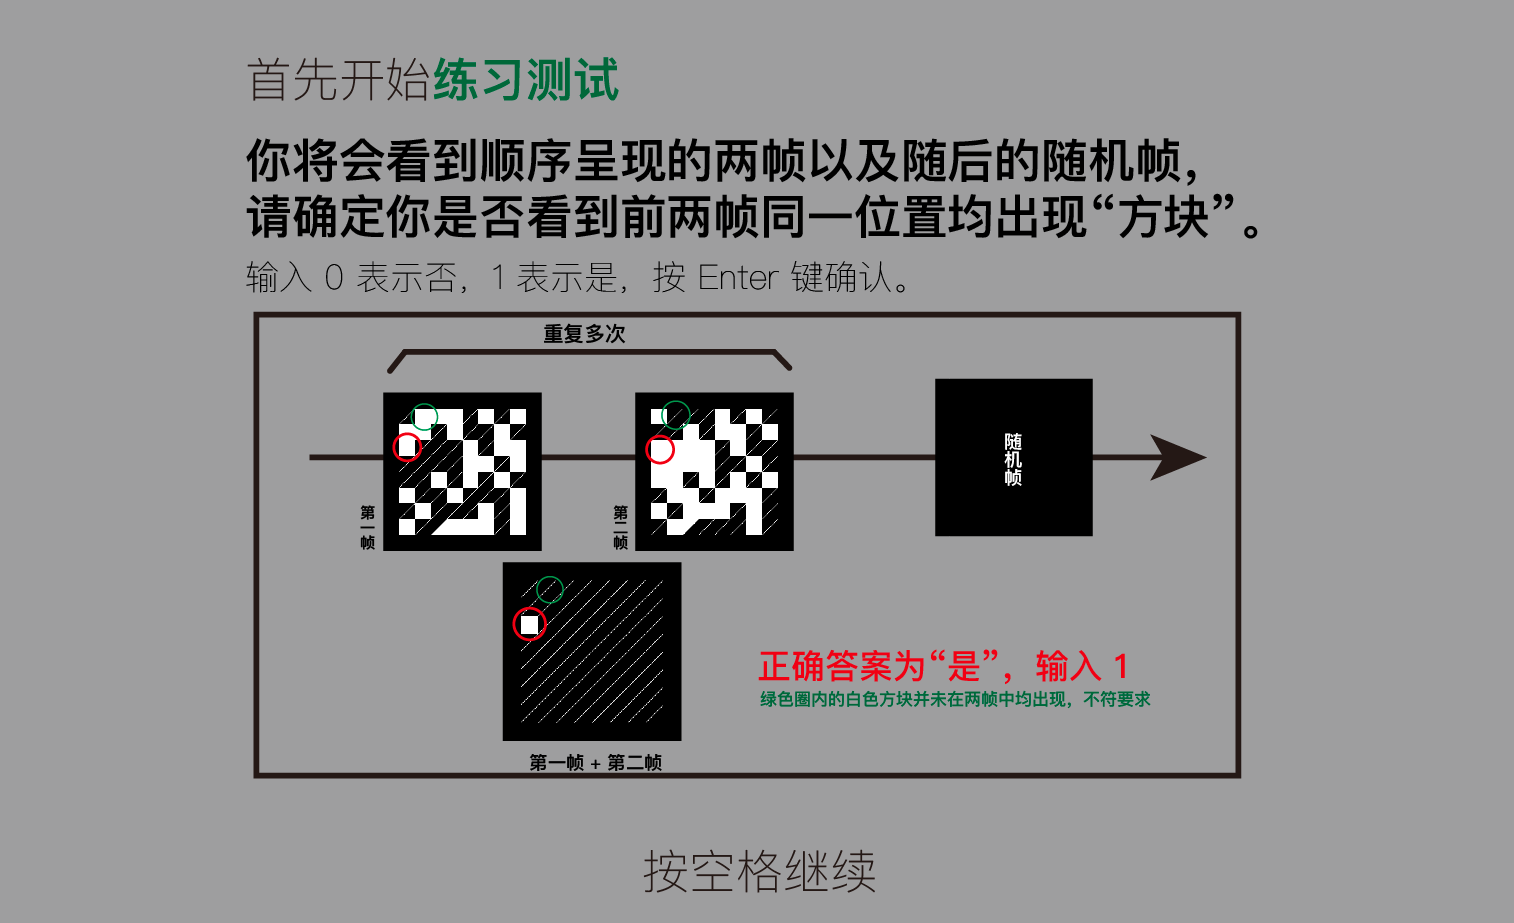 首先开始练习测试
你将会看到顺序呈现的两帧以及随后的随机帧，
请确定你是否看到前两帧同一位置均出现“方块”。
输入 0 表示否，1 表示是，按 Enter 键确认。
重复多次
第一帧
第二帧
随机帧
正确答案为“是”，输入 1
绿色圈内的白色方块并未在两帧中均出现，不符要求
第一帧 + 第二帧
按空格继续